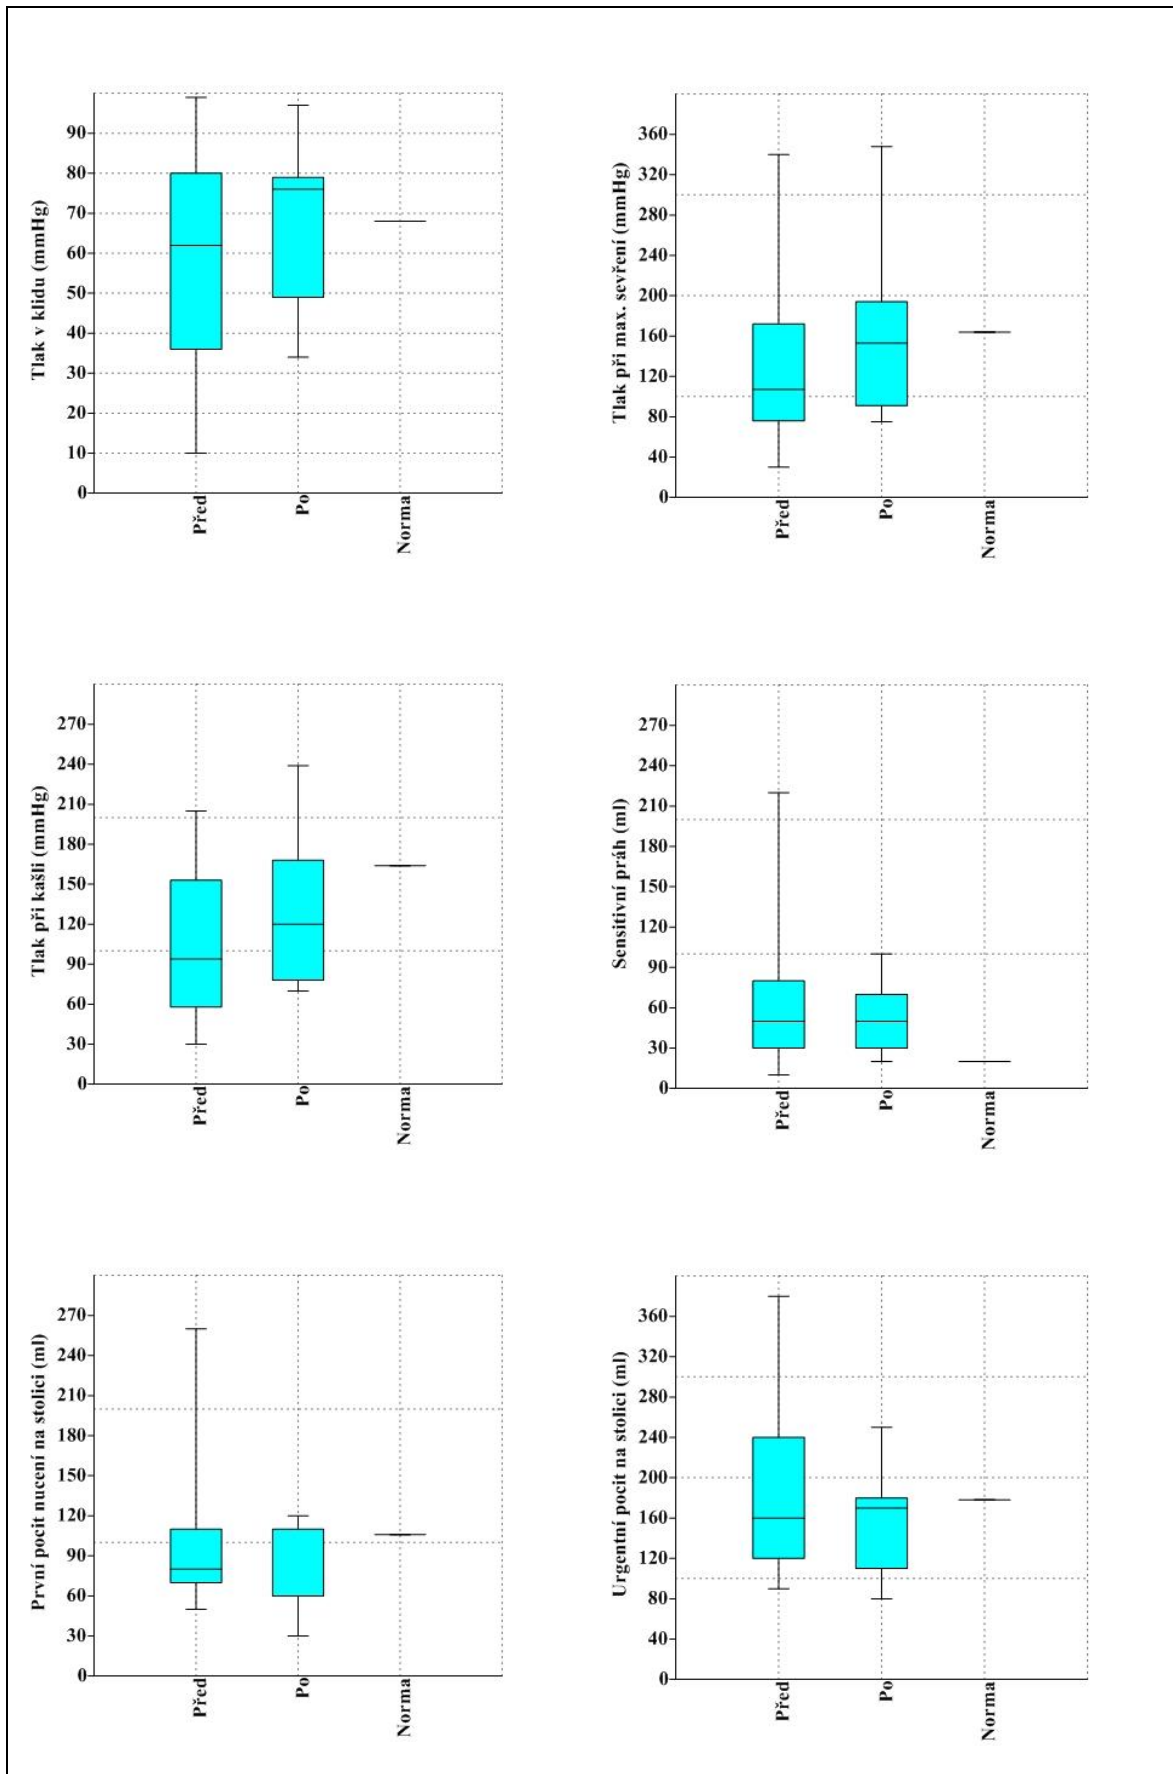 Tlak v klidu (mmHg)
90
80
70
60
50
40
30
20
10
0
Před
Po
Norma
Tlak při max. sevření (mmHg)
360
320
280
240
200
160
120
80
40
0
Před
Po
Norma
Tlak při kašli (mmHg)
270
240
210
180
150
120
90
60
30
0
Před
Po
Norma
Sensitivní práh (ml)
270
240
210
180
150
120
90
60
30
0
Před
Po
Norma
První pocit nucení na stolici (ml)
270
240
210
180
150
120
90
60
30
0
Před
Po
Norma
Urgentní pocit na stolici (ml)
360
320
280
240
200
160
120
80
40
0
Před
Po
Norma